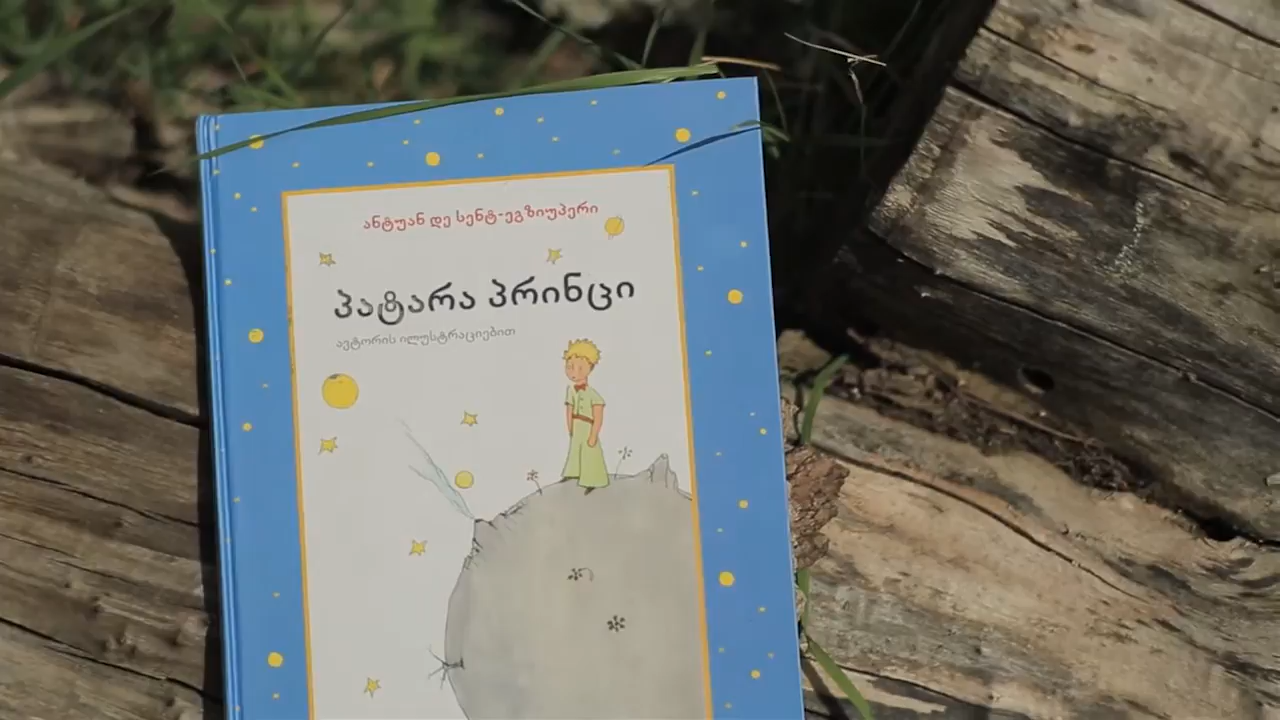 ანტუან დე სენტ-ეგზიუპერი
პატარა პრინცი
ავტორის ილუსტრაციებით